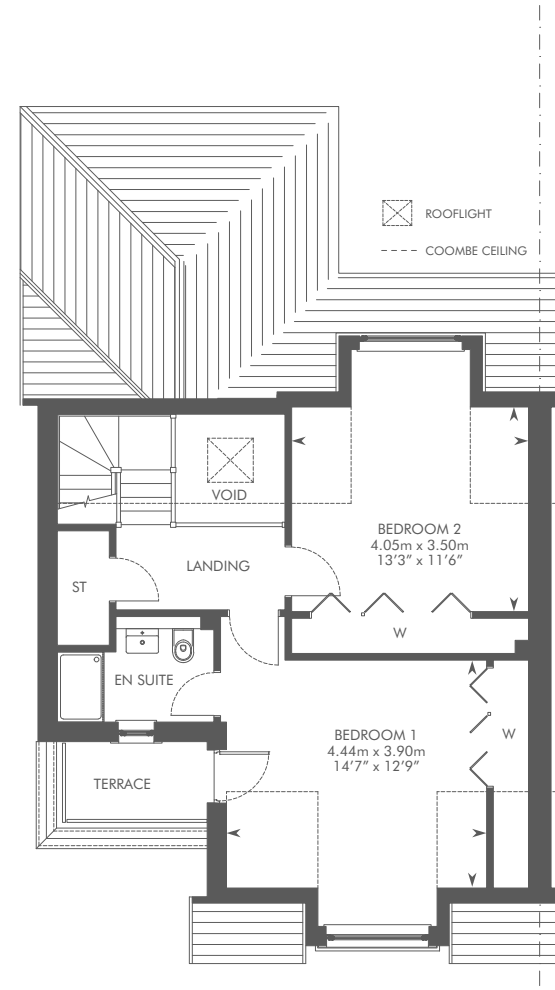 ROOFLIGHT
COOMBE CEILING
VOID
BEDROOM 2
4.05m x 3.50m
13’3” x 11’6”
LANDING
ST
W
EN SUITE
BEDROOM 1
4.44m x 3.90m
14’7” x 12’9”
W
TERRACE